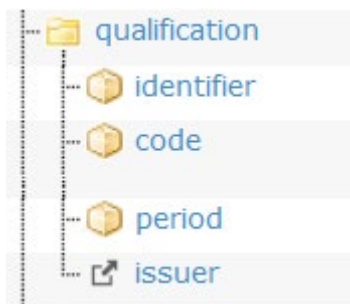 qualification
identifier
code
period
issuer